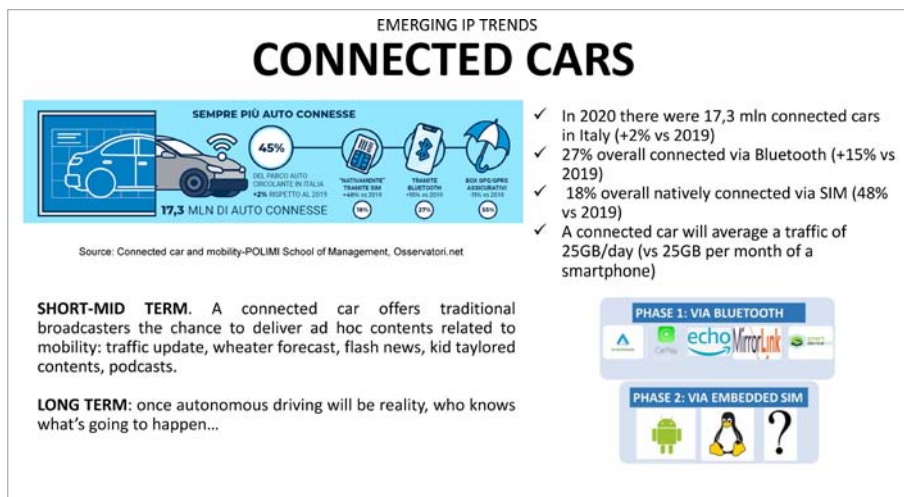 EMERGING IP TRENDS
CONNECTED CARS
SEMPRE PIÙ AUTO CONNESSE
45%
DEL PARCO AUTO
CIRCOLANTE IN ITALIA
+2% RISPETTO AL 2019
17,3 MLN DI AUTO CONNESSE
"NATIVAMENTE"
TRAMITE SIM
+48% vs 2019
18%
TRAMITE
BLUETOOTH
+15% vs 2019
27%
BOX GPS/GPRS
ASSICURATIVI
55%
Source: Connected car and mobility-POLIMI School of Management, Osservatori.net
✓ In 2020 there were 17,3 mln connected cars
in Italy (+2% vs 2019)
✓ 27% overall connected via Bluetooth (+15% vs
2019)
✓ 18% overall natively connected via SIM (48%
vs 2019)
✓ A connected car will average a traffic of
25GB/day (vs 25GB per month of a
smartphone)
SHORT-MID TERM. A connected car offers traditional
broadcasters the chance to deliver ad hoc contents related to
mobility: traffic update, wheater forecast, flash news, kid taylored
contents, podcasts.
LONG TERM: once autonomous driving will be reality, who knows
what's going to happen…
PHASE 1: VIA BLUETOOTH
CarPlay
echo
MirrorLink
smart
PHASE 2: VIA EMBEDDED SIM
?